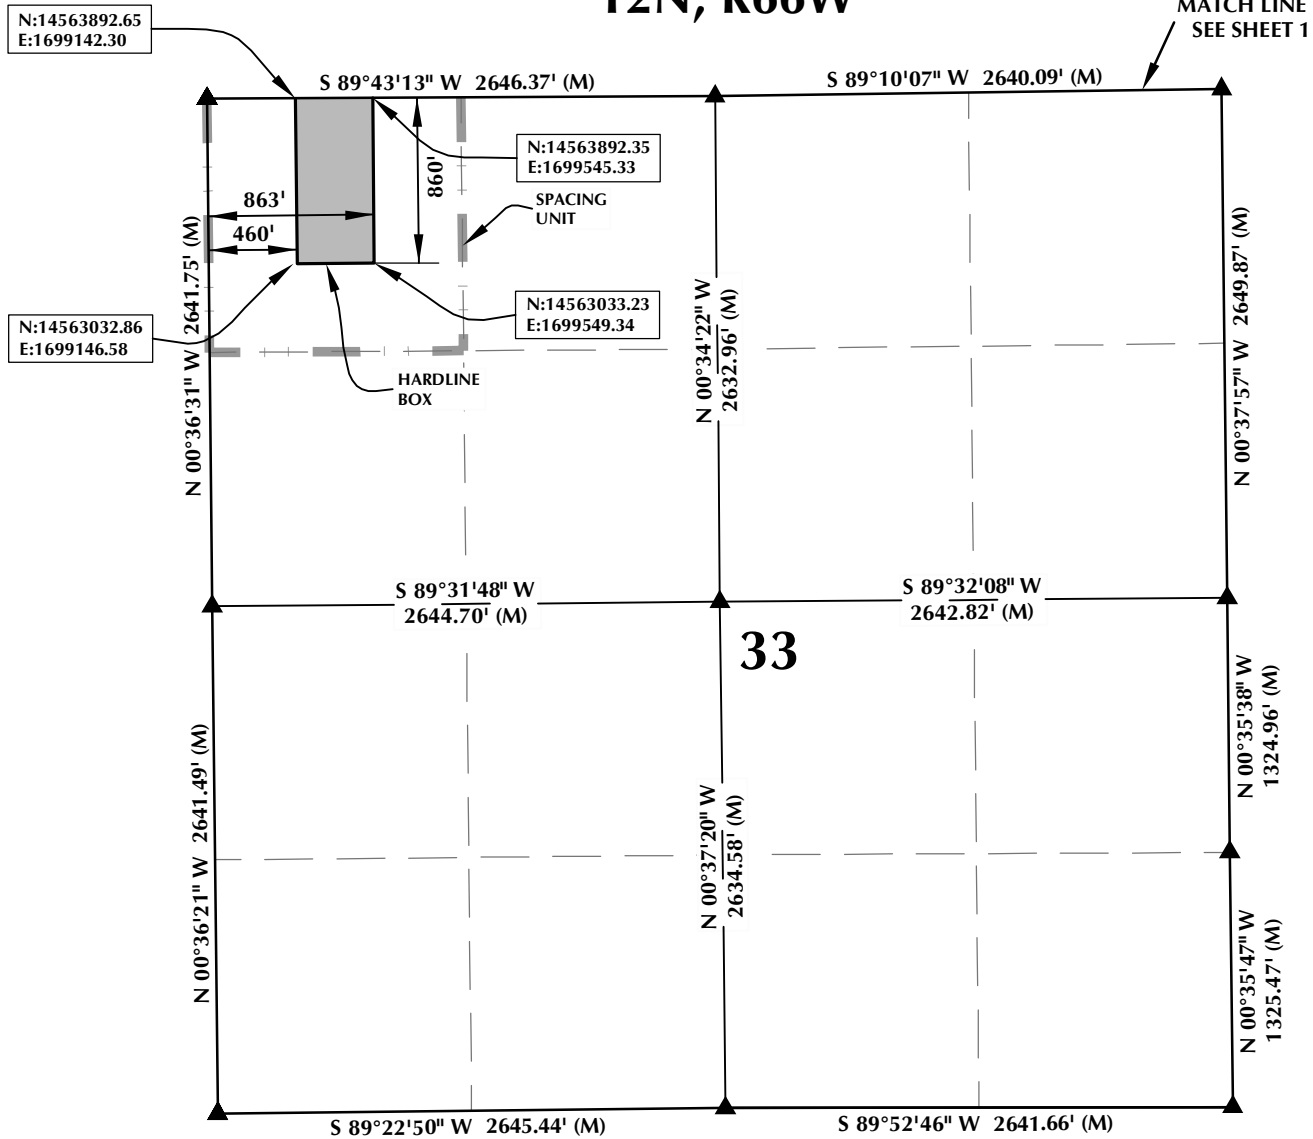 12N, R66W
MATCH LINE
SEE SHEET 1
N:14563892.65
E:1699142.30
S 89°43'13" W 2646.37' (M)
S 89°10'07" W 2640.09' (M)
N:14563892.35
E:1699545.33
860'
SPACING
UNIT
863'
460'
N 00°36'31" W 2641.75' (M)
N:14563032.86
E:1699146.58
N:14563033.23
E:1699549.34
HARDLINE
BOX
N 00°34'22" W
2632.96' (M)
N 00°37'57" W 2649.87' (M)
S 89°31'48" W
2644.70' (M)
S 89°32'08" W
2642.82' (M)
33
N 00°36'21" W 2641.49' (M)
N 00°37'20" W
2634.58' (M)
N 00°35'38" W
1324.96' (M)
N 00°35'47" W
1325.47' (M)
S 89°22'50" W 2645.44' (M)
S 89°52'46" W 2641.66' (M)